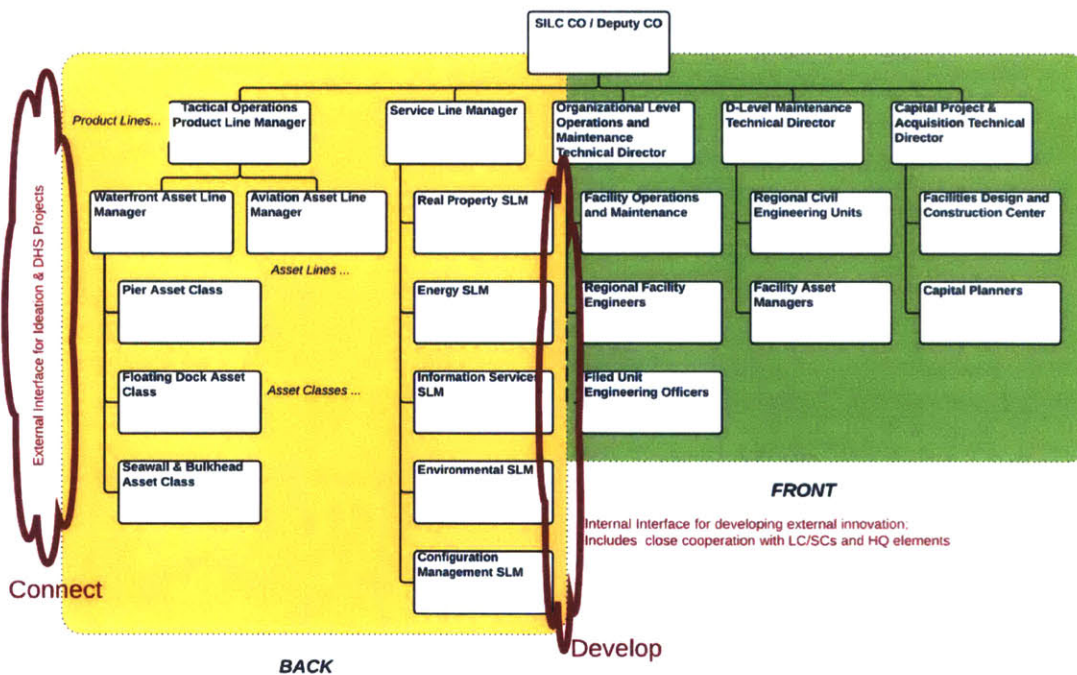 SILC CO / Deputy CO
Product Lines...
Tactical Operations
Product Line Manager
Service Line Manager
Organizational Level
Operations and
Maintenance
Technical Director
D-Level Maintenance
Technical Director
Capital Project &
Acquisition Technical
Director
Waterfront Asset Line
Manager
Aviation Asset Line
Manager
Real Property SLM
Facility Operations
and Maintenance
Regional Civil
Engineering Units
Facilities Design and
Construction Center
Asset Lines ...
Pier Asset Class
Energy SLM
Regional Facility
Engineers
Facility Asset
Managers
Capital Planners
Floating Dock Asset
Class
Asset Classes ...
Information Services
SLM
Filed Unit
Engineering Officers
Seawall & Bulkhead
Asset Class
Environmental SLM
Configuration
Management SLM
External Interface for Ideation & DHS Projects
Connect
FRONT
Internal Interface for developing external innovation:
Includes close cooperation with LC/SCs and HQ elements
Develop
BACK